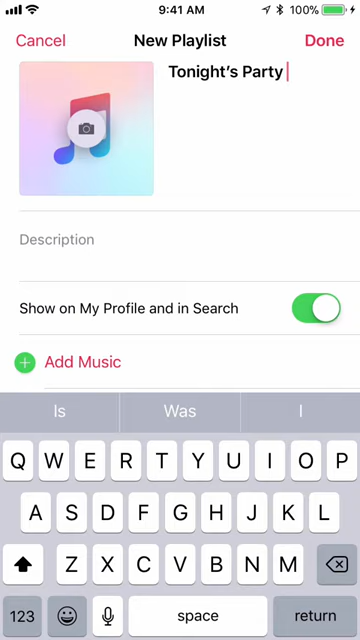 9:41 AM 100%
Cancel New Playlist Done
Tonight's Party
Description
Show on My Profile and in Search
Add Music
Is Was I
Q W E R T Y U I O P
A S D F G H J K L
Z X C V B N M
123 space return